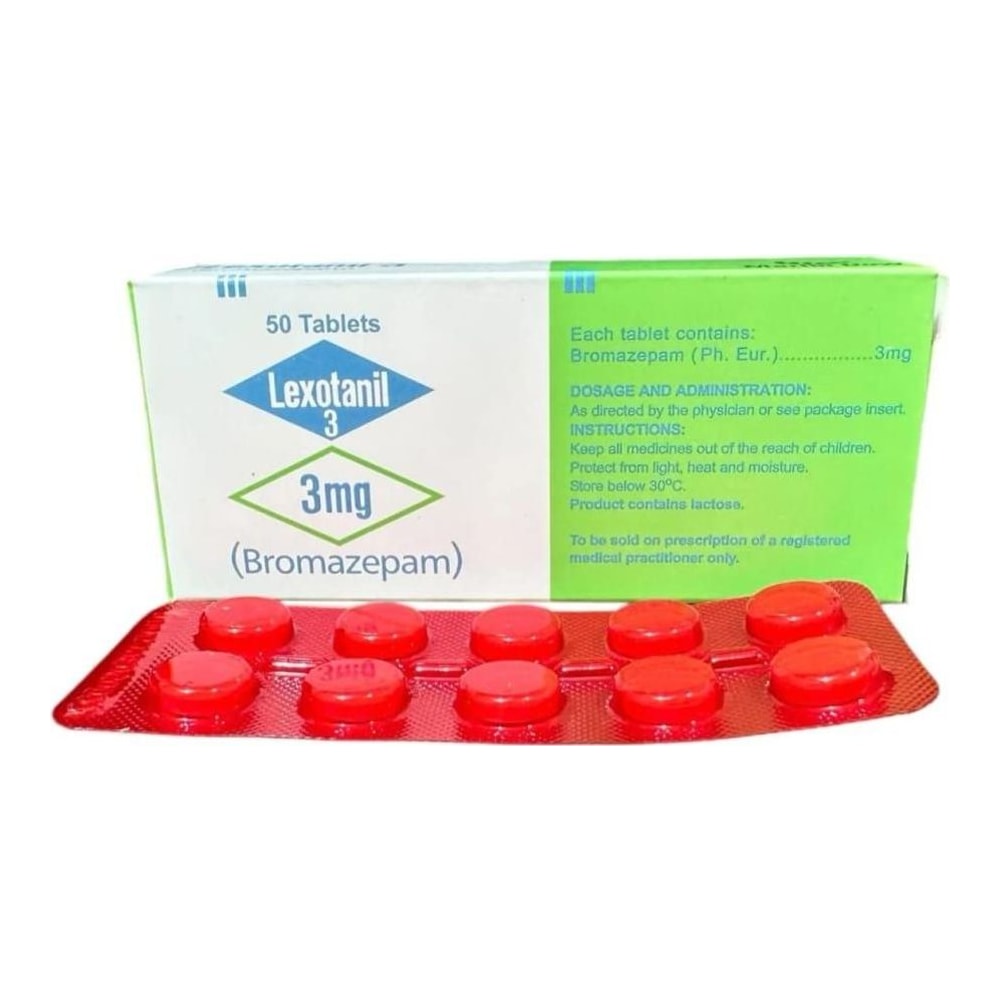 50 Tablets
Lexotanil
3
3mg
(Bromazepam)
Each tablet contains:
Bromazepam (Ph. Eur.)................3mg
DOSAGE AND ADMINISTRATION:
As directed by the physician or see package insert.
INSTRUCTIONS:
Keep all medicines out of the reach of children.
Protect from light, heat and moisture.
Store below 30°C.
Product contains lactose.
To be sold on prescription of a registered
medical practitioner only.
3mg